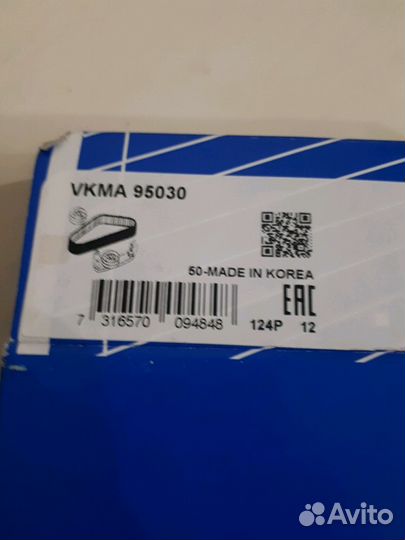 VKMA 95030
50-MADE IN KOREA
EAC
7 316570 094848
124P 12
Avito